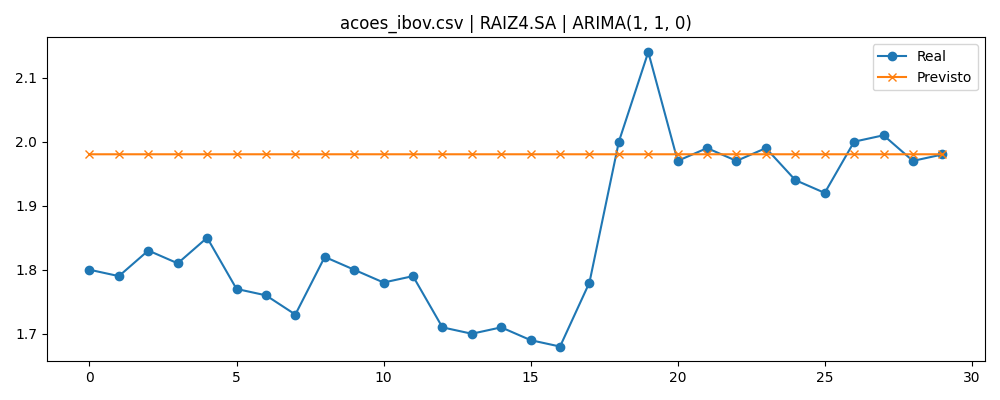 acoes_ibov.csv | RAIZ4.SA | ARIMA(1, 1, 0)
Real
Previsto
2.1
2.0
1.9
1.8
1.7
0 5 10 15 20 25 30